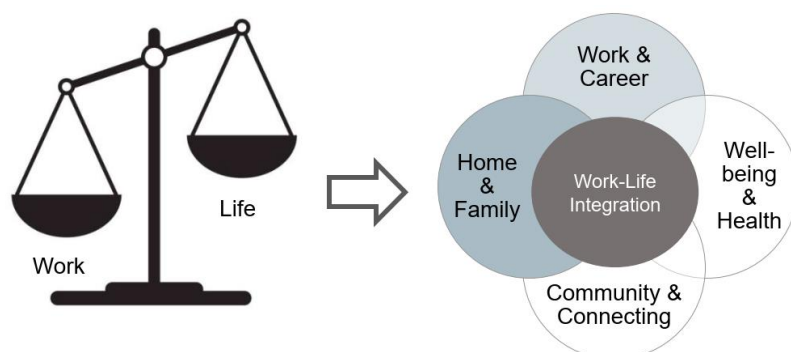 Life
Work
Work &
Career
Home
&
Family
Work-Life
Integration
Well-
being
&
Health
Community &
Connecting